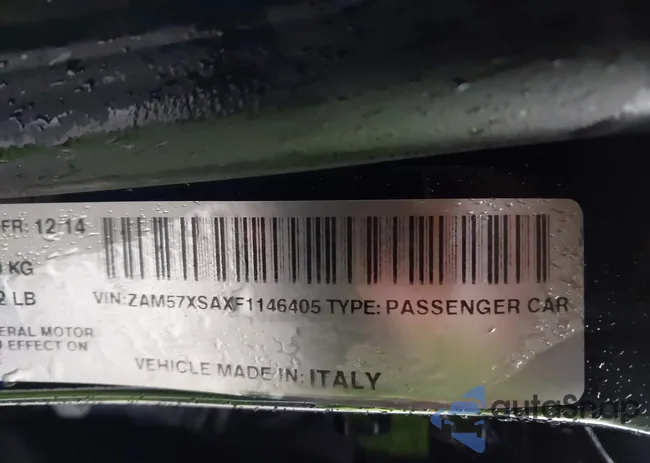 FR: 12 14
KG
2 LB
VIN:ZAM57XSAXF1146405 TYPE: PASSENGER CAR
ERAL MOTOR
EFFECT ON
VEHICLE MADE IN: ITALY
autoSnap